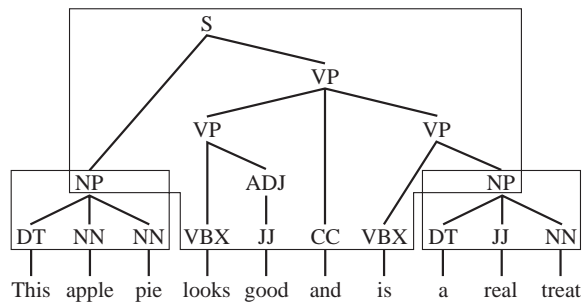 S
VP
VP VP
NP ADJ NP
DT NN NN VBX JJ CC VBX DT JJ NN
This apple pie looks good and is a real treat